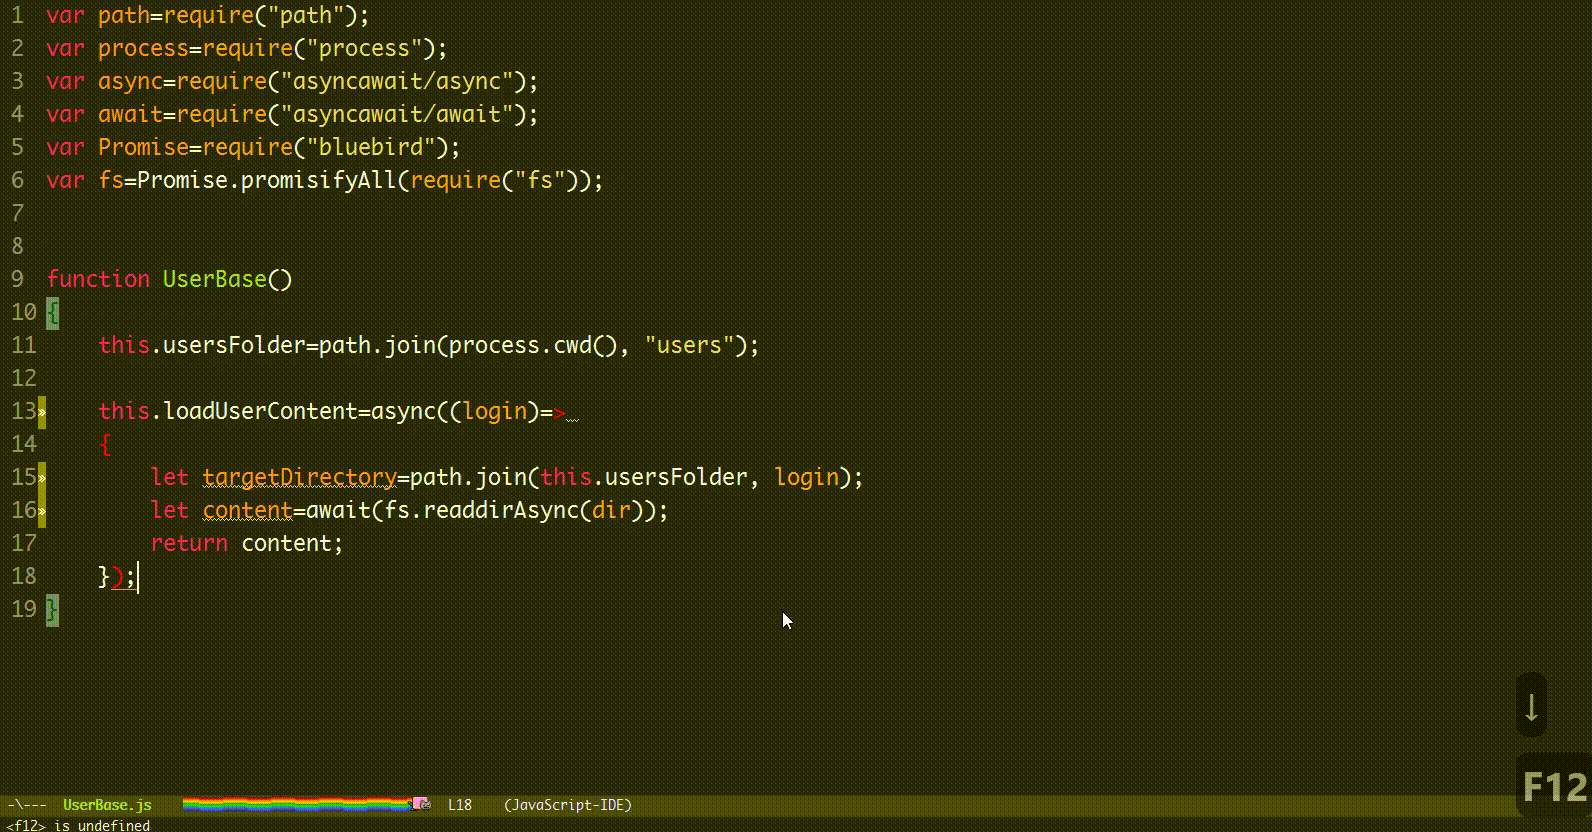 1 var path=require("path");
2 var process=require("process");
3 var async=require("asyncawait/async");
4 var await=require("asyncawait/await");
5 var Promise=require("bluebird");
6 var fs=Promise.promisifyAll(require("fs"));
7
8
9 function UserBase()
10 {
11     this.usersFolder=path.join(process.cwd(), "users");
12
13»    this.loadUserContent=async((login)=>
14     {
15»        let targetDirectory=path.join(this.usersFolder, login);
16»        let content=await(fs.readdirAsync(dir));
17         return content;
18     });
19 }
↓
F12
-\--- UserBase.js L18 (JavaScript-IDE)
<f12> is undefined